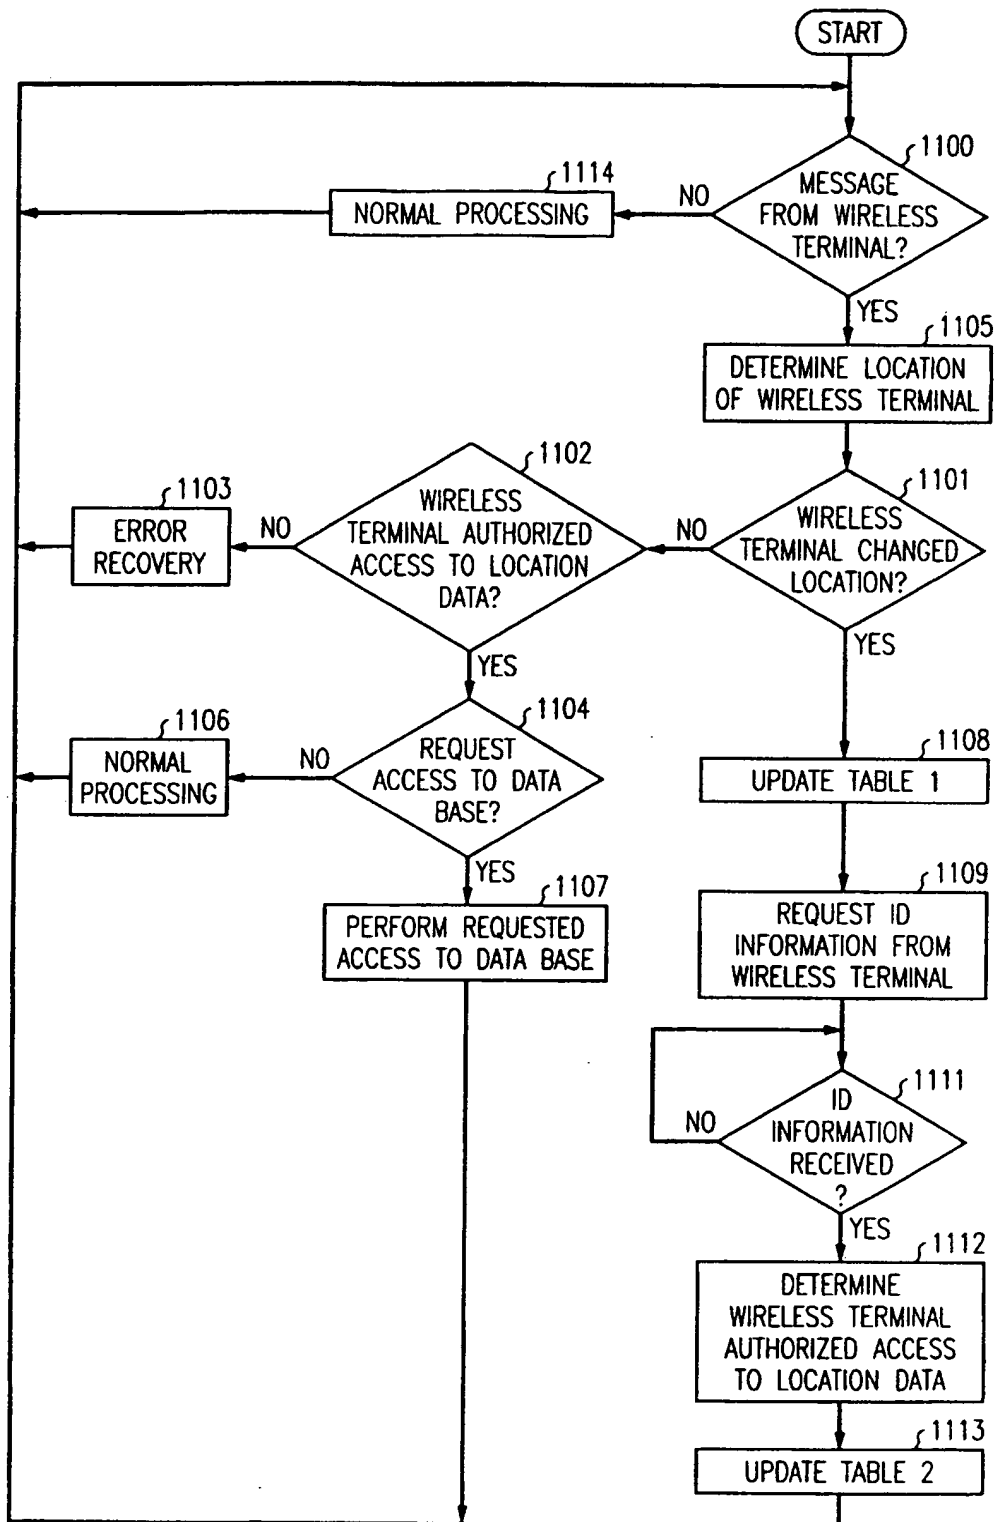 START
1100
MESSAGE
FROM WIRELESS
TERMINAL?
NO
YES
1114
NORMAL PROCESSING
1105
DETERMINE LOCATION
OF WIRELESS TERMINAL
1101
WIRELESS
TERMINAL CHANGED
LOCATION?
NO
YES
1102
WIRELESS
TERMINAL AUTHORIZED
ACCESS TO LOCATION
DATA?
NO
YES
1103
ERROR
RECOVERY
1104
REQUEST
ACCESS TO DATA
BASE?
NO
YES
1106
NORMAL
PROCESSING
1107
PERFORM REQUESTED
ACCESS TO DATA BASE
1108
UPDATE TABLE 1
1109
REQUEST ID
INFORMATION FROM
WIRELESS TERMINAL
1111
ID
INFORMATION
RECEIVED
?
NO
YES
1112
DETERMINE
WIRELESS TERMINAL
AUTHORIZED ACCESS
TO LOCATION DATA
1113
UPDATE TABLE 2